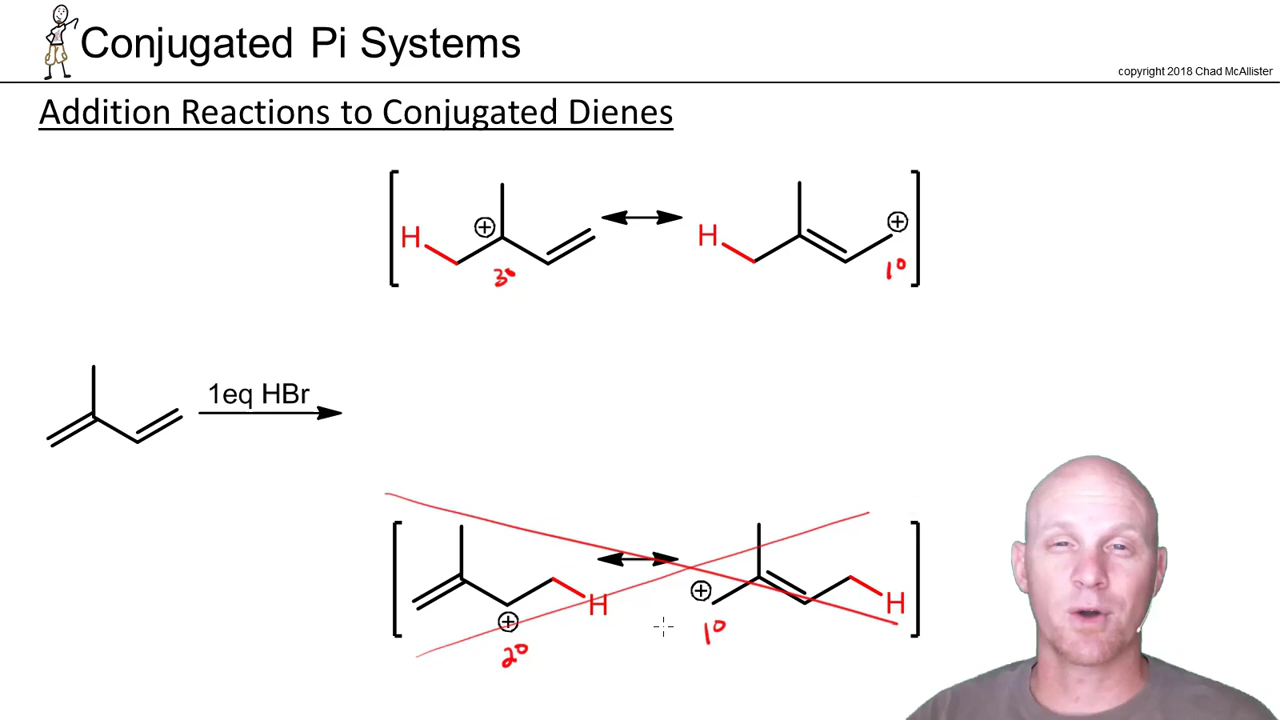 Conjugated Pi Systems
copyright 2018 Chad McAllister
Addition Reactions to Conjugated Dienes
H ⊕ 3° H ⊕ 1°
1eq HBr
⊕ H 2° ⊕ H 1°